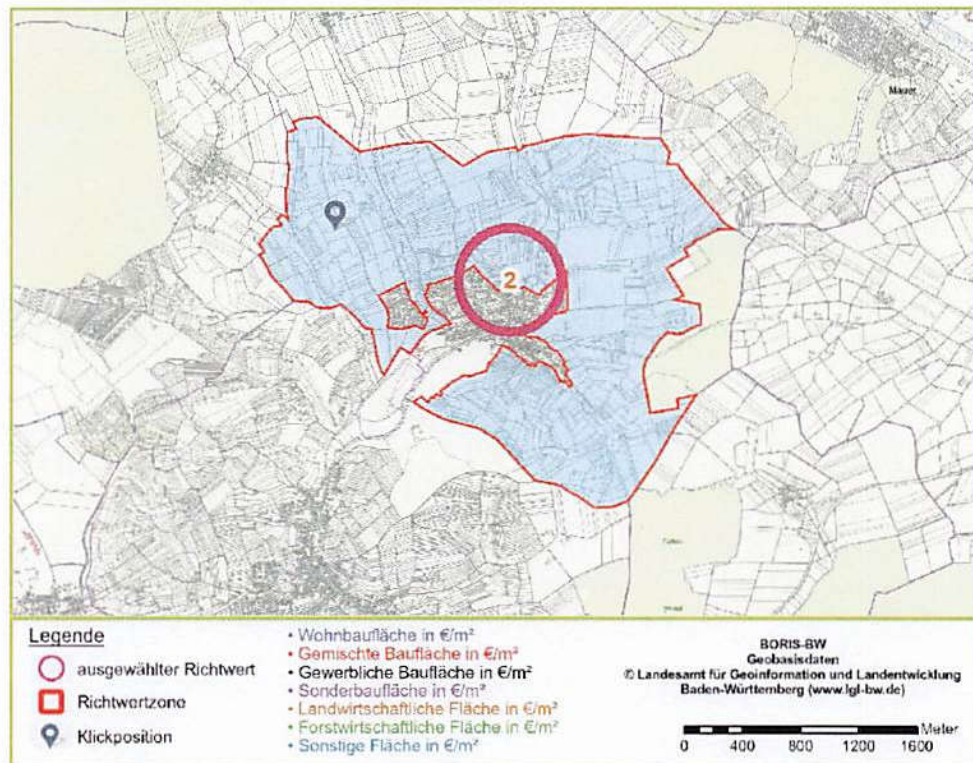 Mauer
2
Legende
ausgewählter Richtwert
Richtwertzone
Klickposition
• Wohnbaufläche in €/m²
• Gemischte Baufläche in €/m²
• Gewerbliche Baufläche in €/m²
• Sonderbaufläche in €/m²
• Landwirtschaftliche Fläche in €/m²
• Forstwirtschaftliche Fläche in €/m²
• Sonstige Fläche in €/m²
BORIS-BW
Geobasisdaten
© Landesamt für Geoinformation und Landentwicklung
Baden-Württemberg (www.lgl-bw.de)
Meter
0 400 800 1200 1600